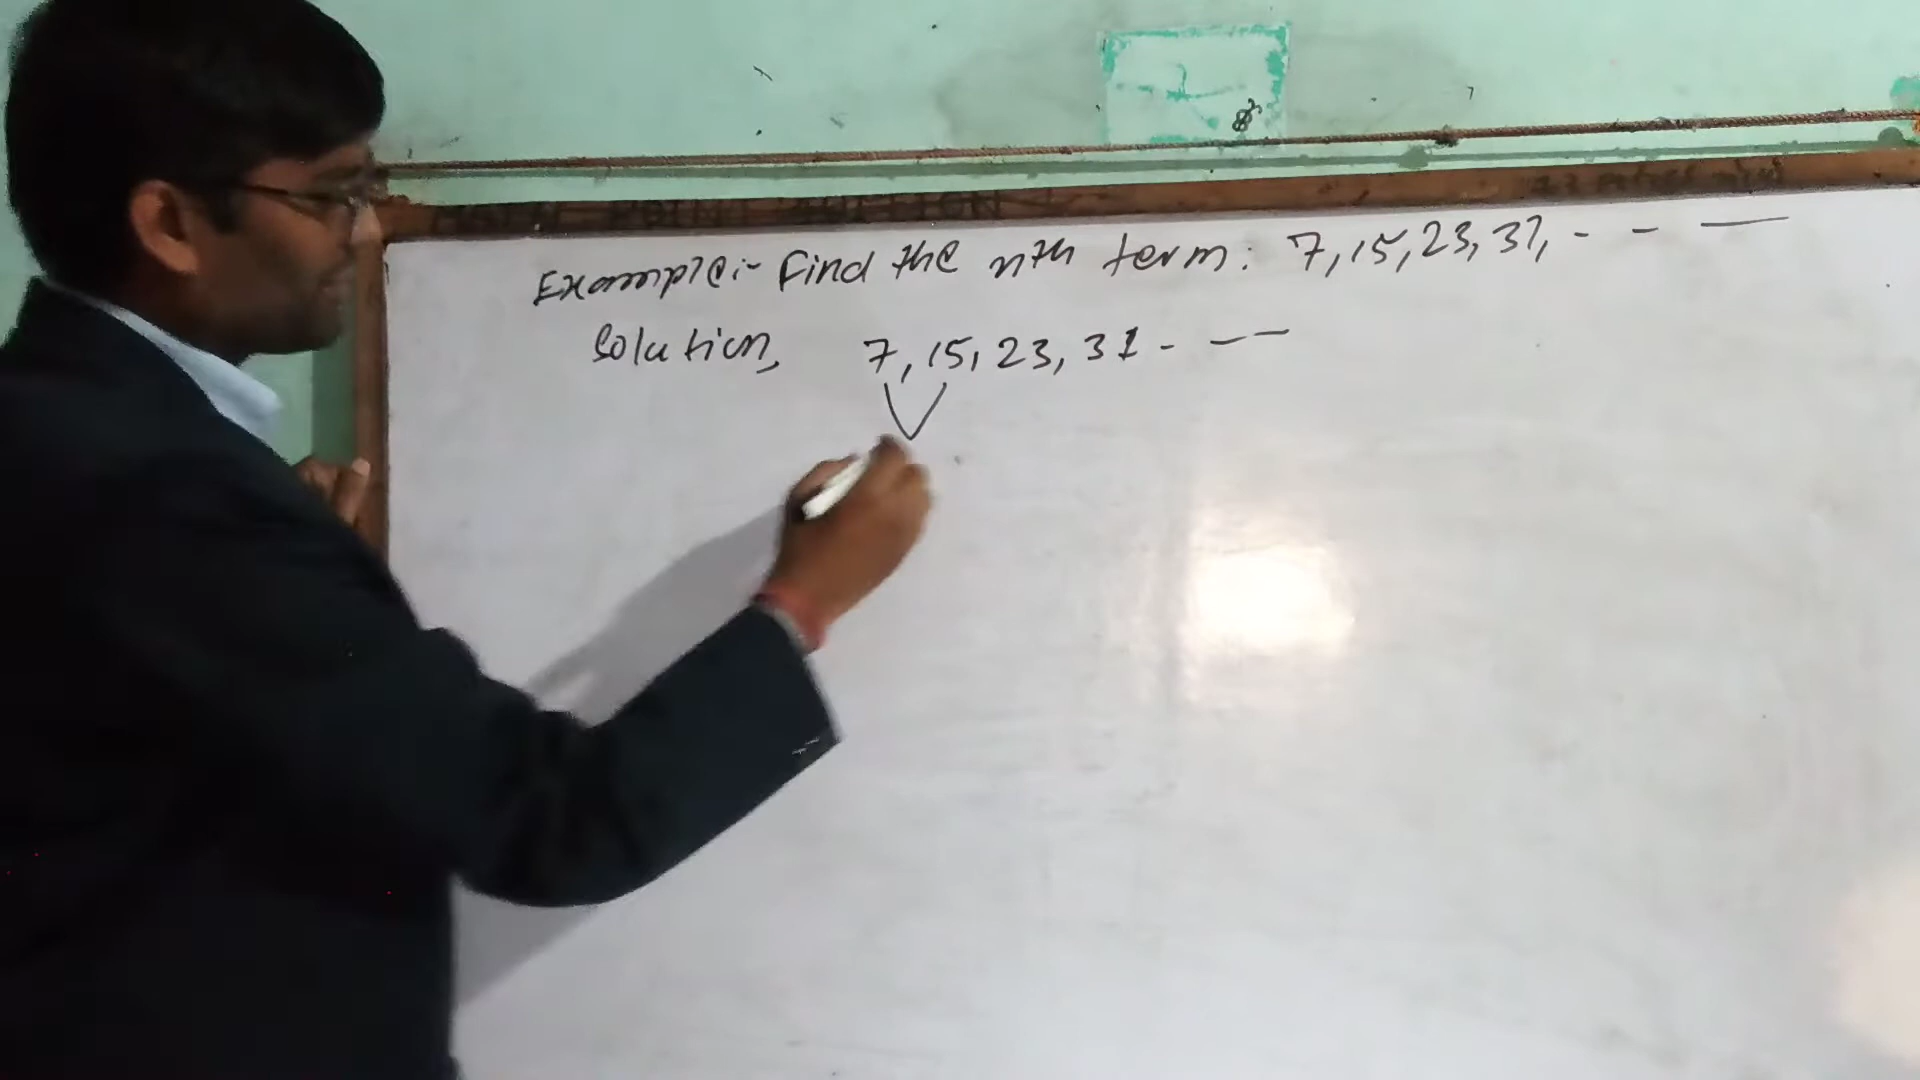 Example:- Find the nth term: 7, 15, 23, 31, - - —
Solution, 7, 15, 23, 31 - — —